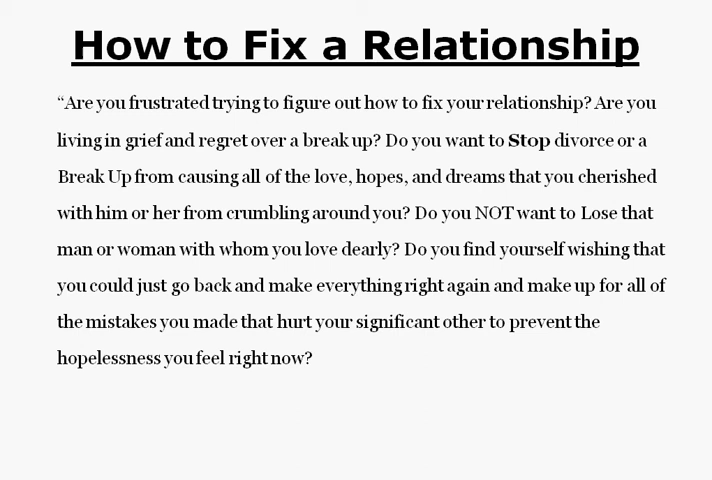 How to Fix a Relationship
“Are you frustrated trying to figure out how to fix your relationship? Are you
living in grief and regret over a break up? Do you want to Stop divorce or a
Break Up from causing all of the love, hopes, and dreams that you cherished
with him or her from crumbling around you? Do you NOT want to Lose that
man or woman with whom you love dearly? Do you find yourself wishing that
you could just go back and make everything right again and make up for all of
the mistakes you made that hurt your significant other to prevent the
hopelessness you feel right now?